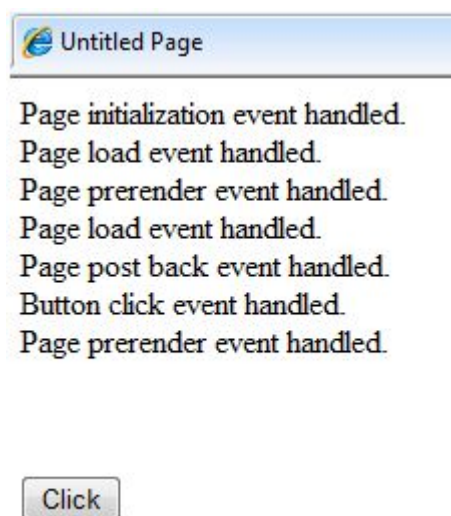 Untitled Page
Page initialization event handled.
Page load event handled.
Page prerender event handled.
Page load event handled.
Page post back event handled.
Button click event handled.
Page prerender event handled.
Click